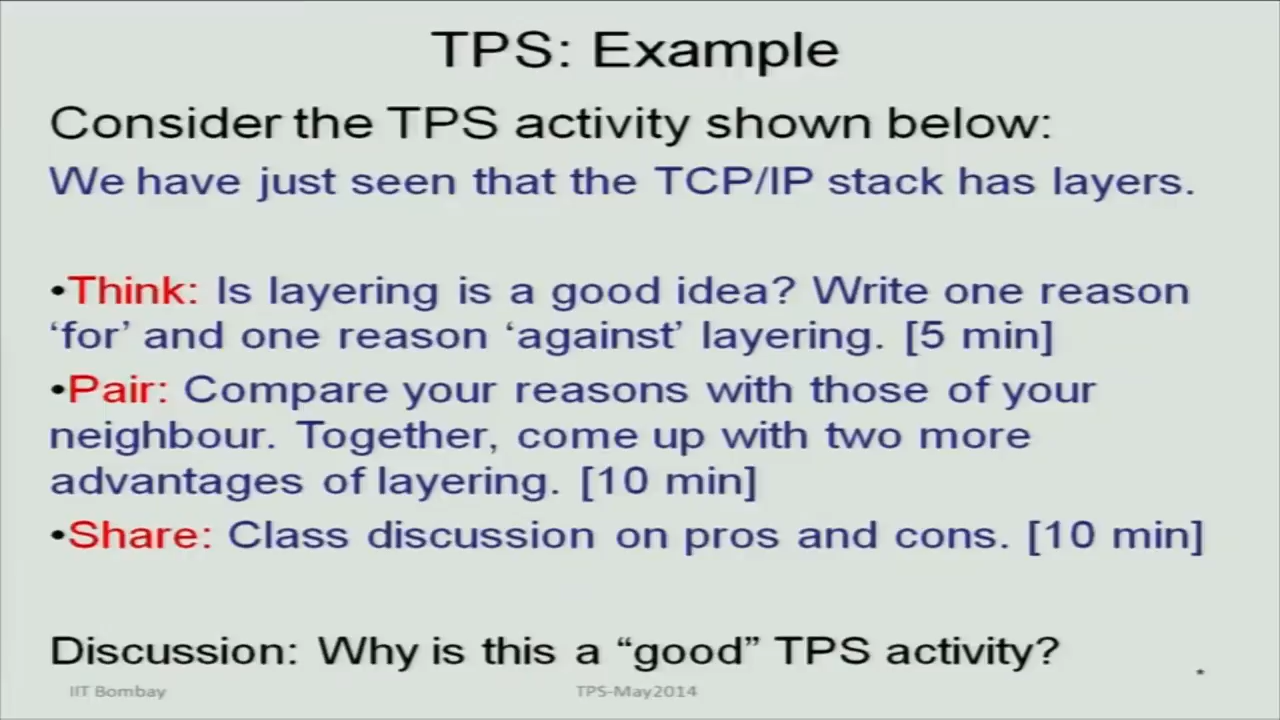 TPS: Example
Consider the TPS activity shown below:
We have just seen that the TCP/IP stack has layers.
•Think: Is layering is a good idea? Write one reason
‘for’ and one reason ‘against’ layering. [5 min]
•Pair: Compare your reasons with those of your
neighbour. Together, come up with two more
advantages of layering. [10 min]
•Share: Class discussion on pros and cons. [10 min]
Discussion: Why is this a “good” TPS activity?
*
IIT Bombay
TPS-May2014